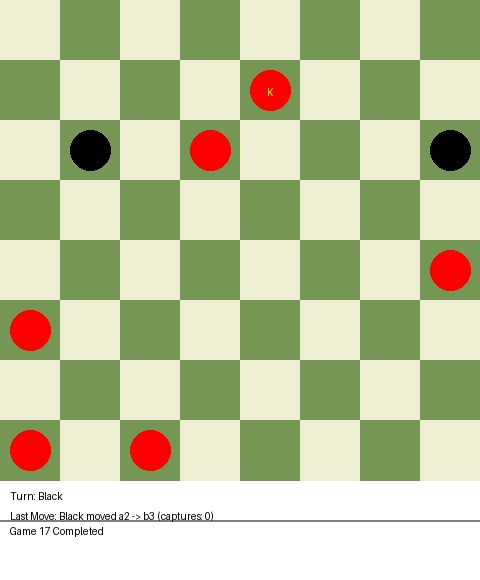 K
Turn: Black
Last Move: Black moved a2 -> b3 (captures: 0)
Game 17 Completed